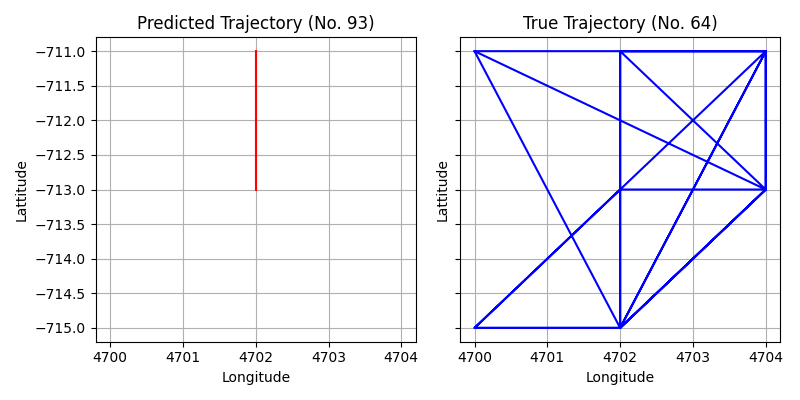 Predicted Trajectory (No. 93)
True Trajectory (No. 64)
−711.0
−711.5
−712.0
−712.5
−713.0
−713.5
−714.0
−714.5
−715.0
Lattitude
Lattitude
4700 4701 4702 4703 4704
4700 4701 4702 4703 4704
Longitude
Longitude